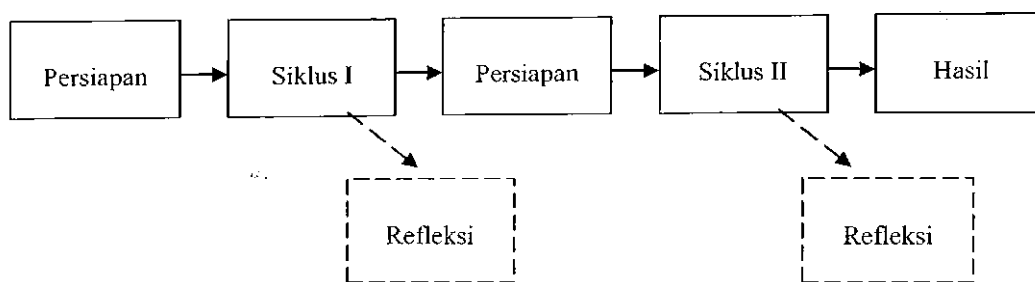 Persiapan
Siklus I
Persiapan
Siklus II
Hasil
Refleksi
Refleksi